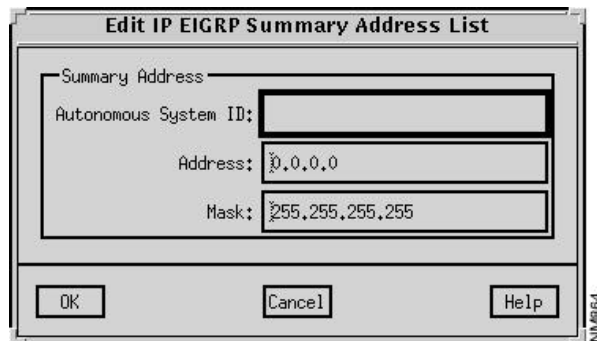 Edit IP EIGRP Summary Address List
Summary Address
Autonomous System ID:
Address: 0.0.0.0
Mask: 255.255.255.255
OK Cancel Help
NM864